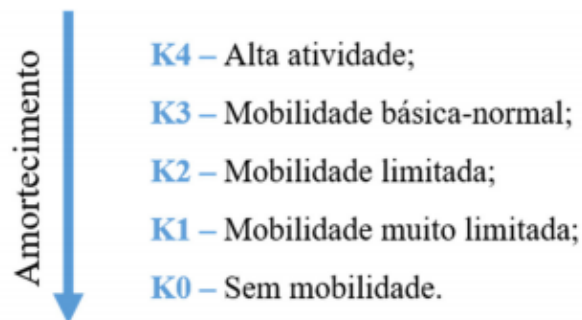 Amortecimento
K4 – Alta atividade;
K3 – Mobilidade básica-normal;
K2 – Mobilidade limitada;
K1 – Mobilidade muito limitada;
K0 – Sem mobilidade.